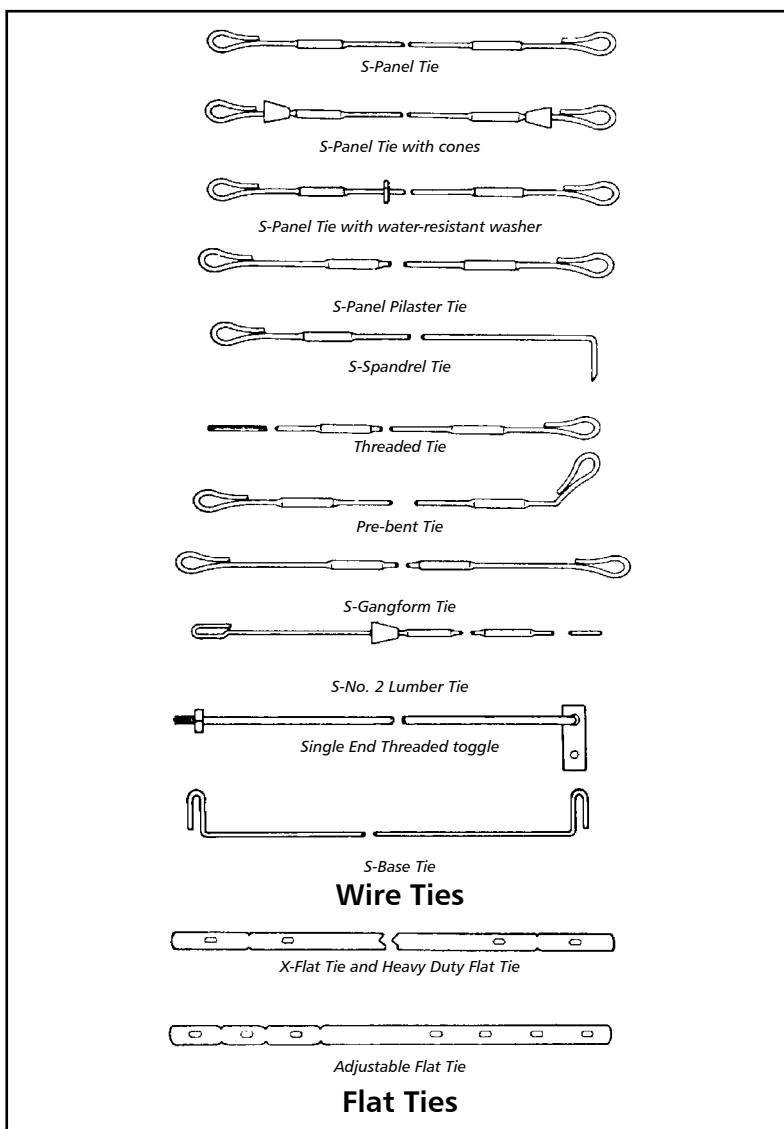 S-Panel Tie
S-Panel Tie with cones
S-Panel Tie with water-resistant washer
S-Panel Pilaster Tie
S-Spandrel Tie
Threaded Tie
Pre-bent Tie
S-Gangform Tie
S-No. 2 Lumber Tie
Single End Threaded toggle
S-Base Tie
Wire Ties
X-Flat Tie and Heavy Duty Flat Tie
Adjustable Flat Tie
Flat Ties